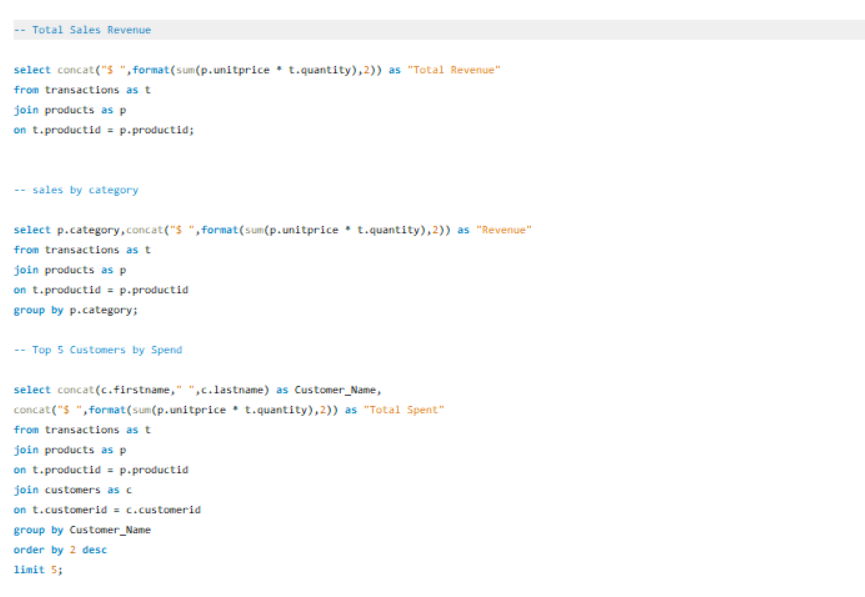 -- Total Sales Revenue
select concat("$ ",format(sum(p.unitprice * t.quantity),2)) as "Total Revenue"
from transactions as t
join products as p
on t.productid = p.productid;
-- sales by category
select p.category,concat("$ ",format(sum(p.unitprice * t.quantity),2)) as "Revenue"
from transactions as t
join products as p
on t.productid = p.productid
group by p.category;
-- Top 5 Customers by Spend
select concat(c.firstname," ",c.lastname) as Customer_Name,
concat("$ ",format(sum(p.unitprice * t.quantity),2)) as "Total Spent"
from transactions as t
join products as p
on t.productid = p.productid
join customers as c
on t.customerid = c.customerid
group by Customer_Name
order by 2 desc
limit 5;